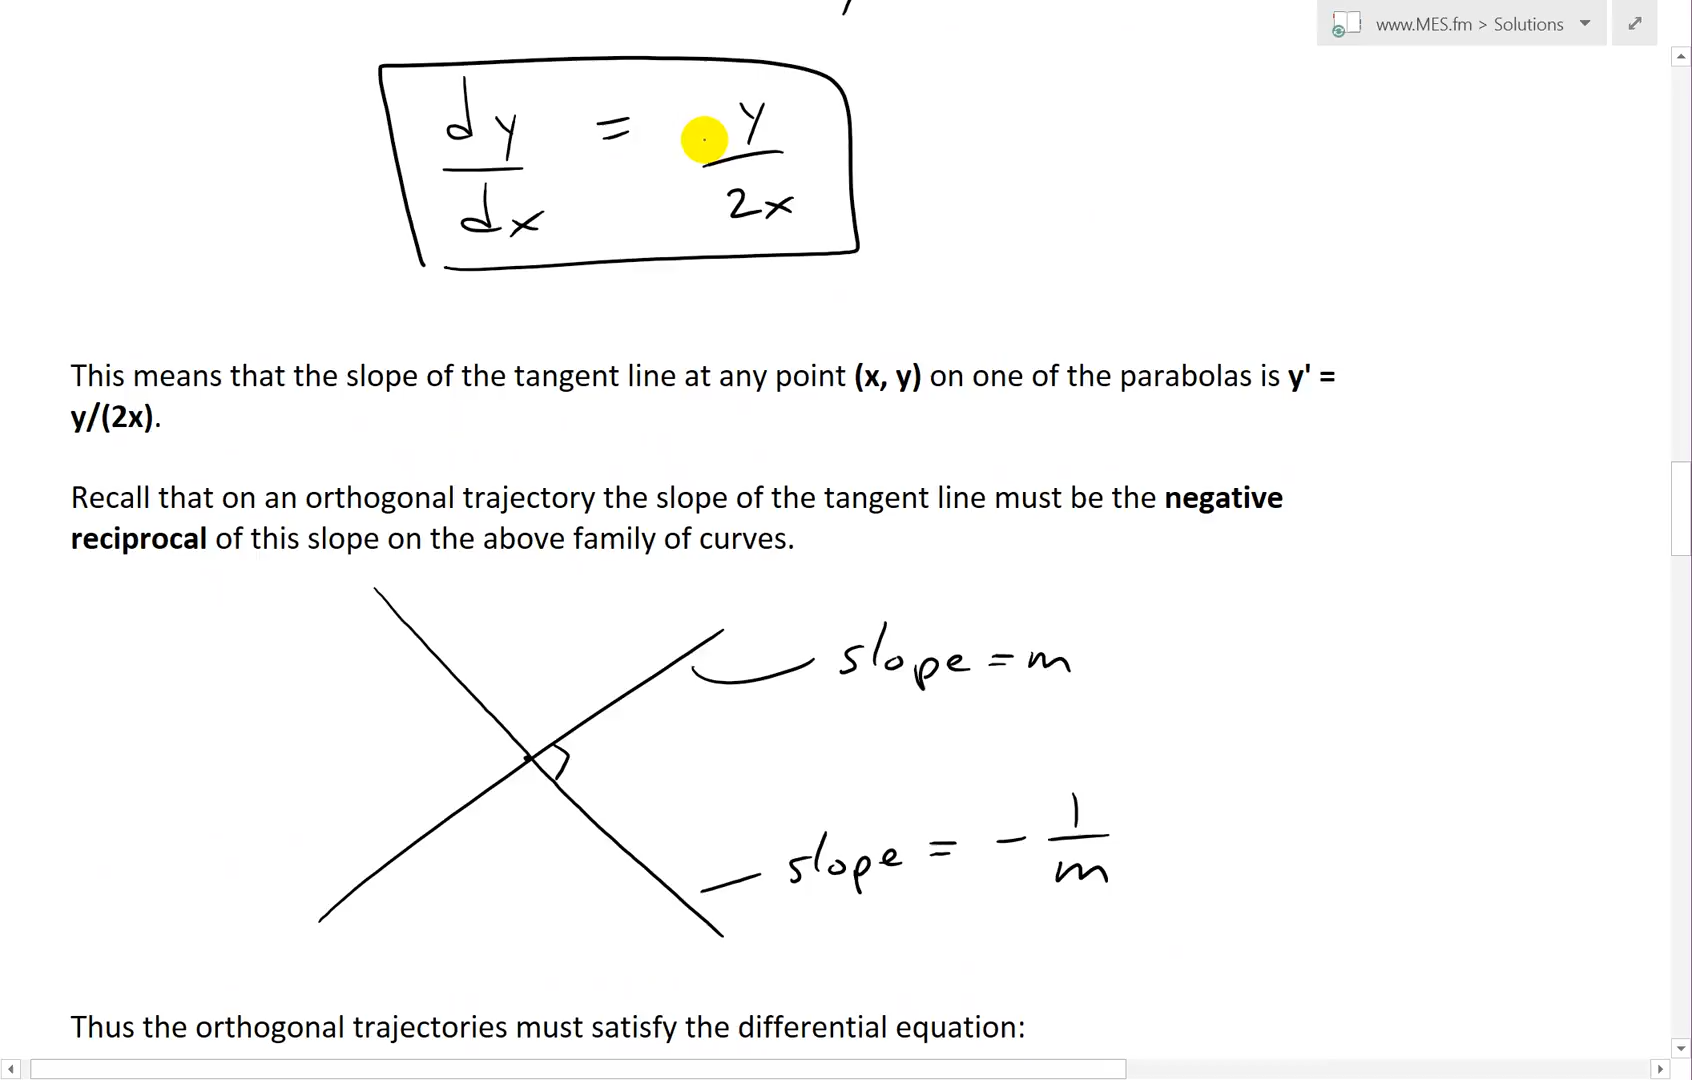 www.MES.fm > Solutions
dy/dx = y/2x
This means that the slope of the tangent line at any point (x, y) on one of the parabolas is y' =
y/(2x).
Recall that on an orthogonal trajectory the slope of the tangent line must be the negative
reciprocal of this slope on the above family of curves.
slope = m
slope = - 1/m
Thus the orthogonal trajectories must satisfy the differential equation: